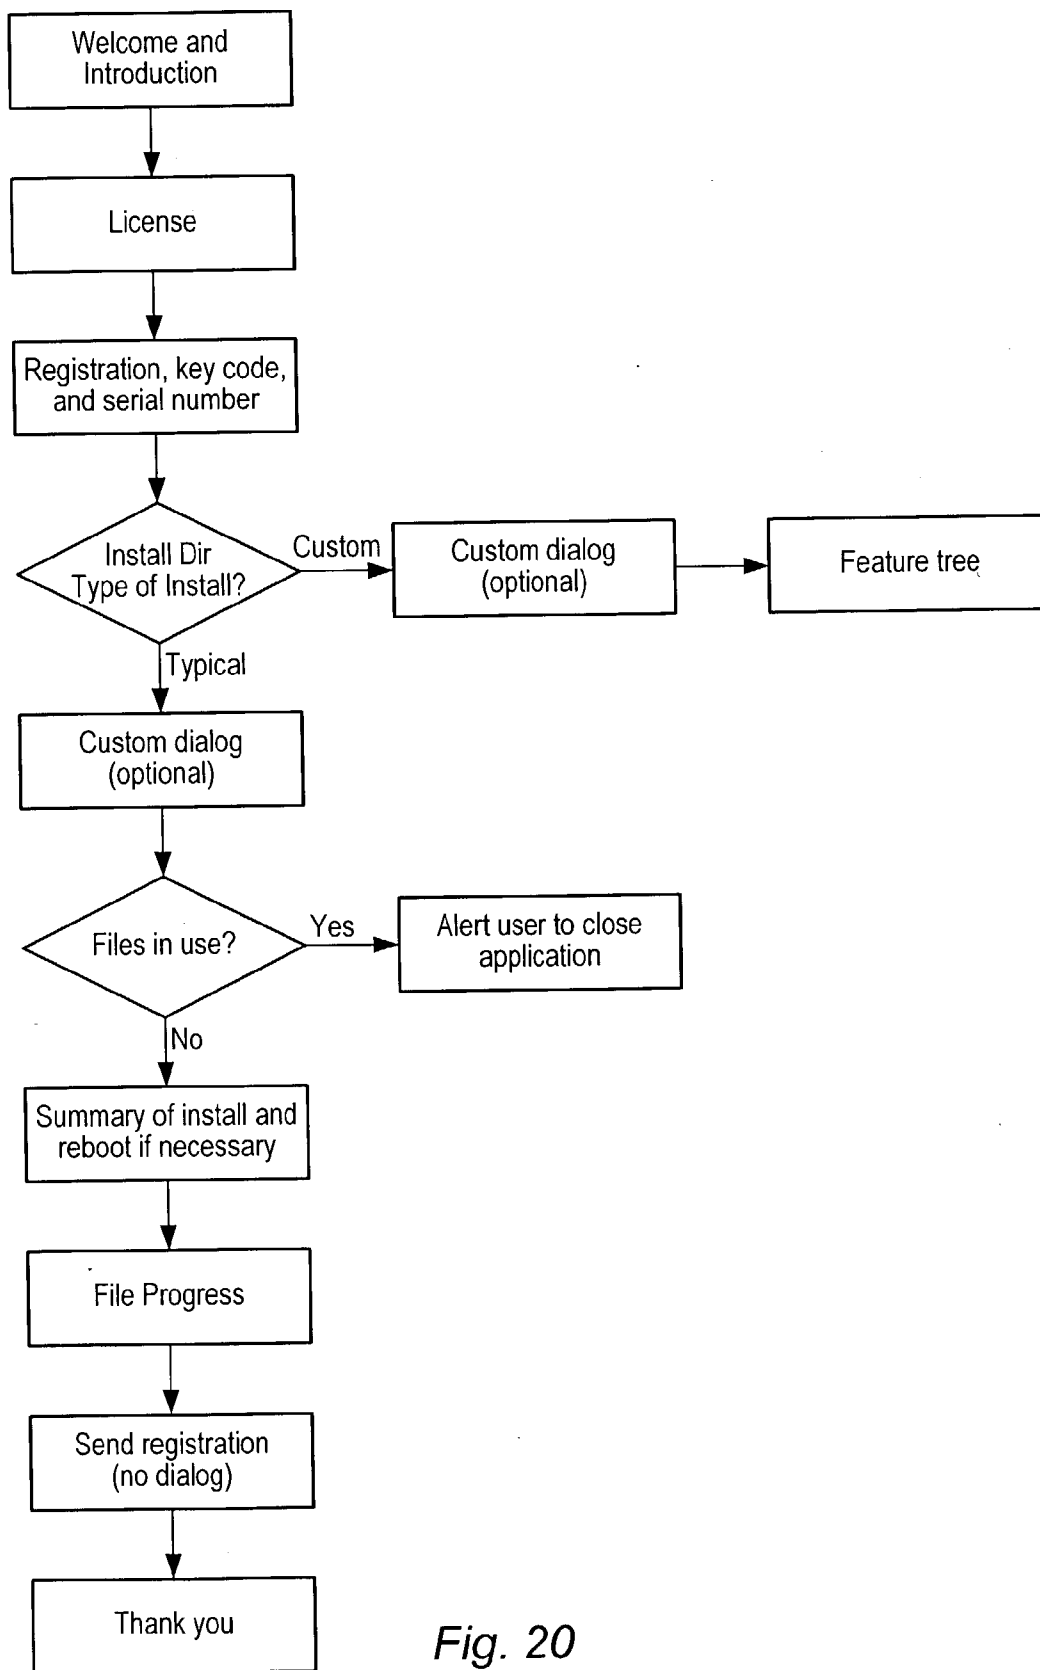 Welcome and
Introduction
License
Registration, key code,
and serial number
Install Dir
Type of Install?
Custom
Custom dialog
(optional)
Feature tree
Typical
Custom dialog
(optional)
Files in use?
Yes
Alert user to close
application
No
Summary of install and
reboot if necessary
File Progress
Send registration
(no dialog)
Thank you
Fig. 20